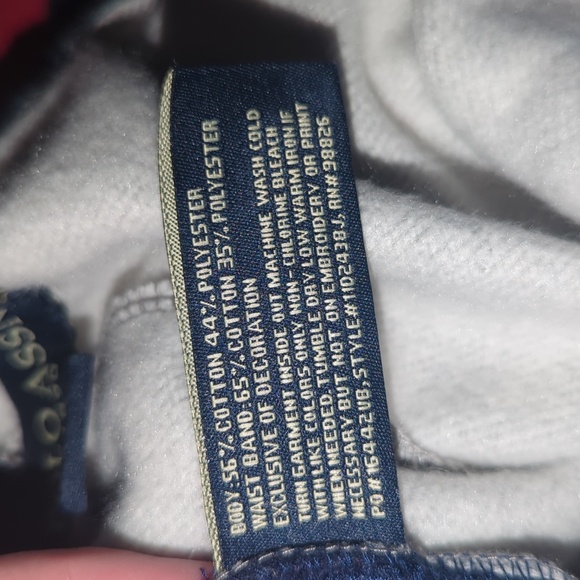 BODY 56% COTTON 44% POLYESTER
WAIST BAND: 65% COTTON 35% POLYESTER
EXCLUSIVE OF DECORATION
TURN GARMENT INSIDE OUT MACHINE WASH COLD
WITH LIKE COLORS ONLY NON-CHLORINE BLEACH
WHEN NEEDED, TUMBLE DRY LOW WARM IRON IF
NECESSARY BUT NOT ON EMBROIDERY OR PRINT
PO#16442UB, STYLE#1102438J, RN# 98826